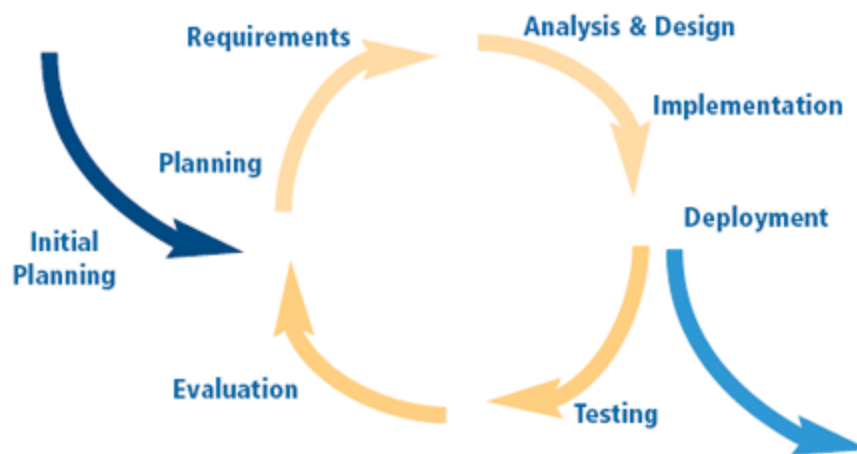 Requirements
Analysis & Design
Implementation
Planning
Deployment
Initial
Planning
Evaluation
Testing